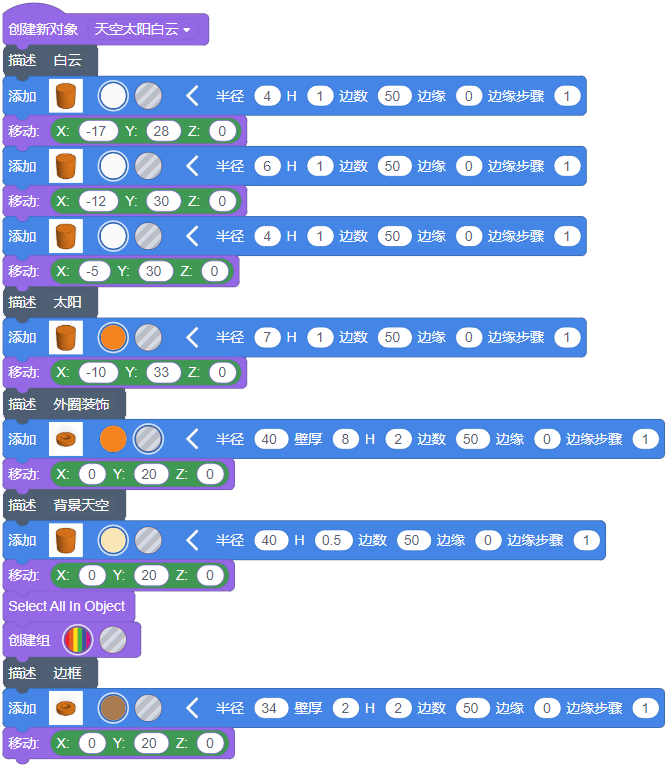 创建新对象 天空太阳白云
描述 白云
添加 半径 4 H 1 边数 50 边缘 0 边缘步骤 1
移动: X: -17 Y: 28 Z: 0
添加 半径 6 H 1 边数 50 边缘 0 边缘步骤 1
移动: X: -12 Y: 30 Z: 0
添加 半径 4 H 1 边数 50 边缘 0 边缘步骤 1
移动: X: -5 Y: 30 Z: 0
描述 太阳
添加 半径 7 H 1 边数 50 边缘 0 边缘步骤 1
移动: X: -10 Y: 33 Z: 0
描述 外圈装饰
添加 半径 40 壁厚 8 H 2 边数 50 边缘 0 边缘步骤 1
移动: X: 0 Y: 20 Z: 0
描述 背景天空
添加 半径 40 H 0.5 边数 50 边缘 0 边缘步骤 1
移动: X: 0 Y: 20 Z: 0
Select All In Object
创建组
描述 边框
添加 半径 34 壁厚 2 H 2 边数 50 边缘 0 边缘步骤 1
移动: X: 0 Y: 20 Z: 0